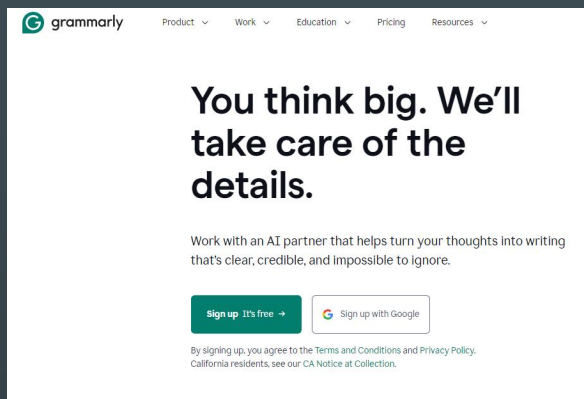 grammarly Product Work Education Pricing Resources
You think big. We'll
take care of the
details.
Work with an AI partner that helps turn your thoughts into writing
that's clear, credible, and impossible to ignore.
Sign up It's free → Sign up with Google
By signing up, you agree to the Terms and Conditions and Privacy Policy.
California residents, see our CA Notice at Collection.